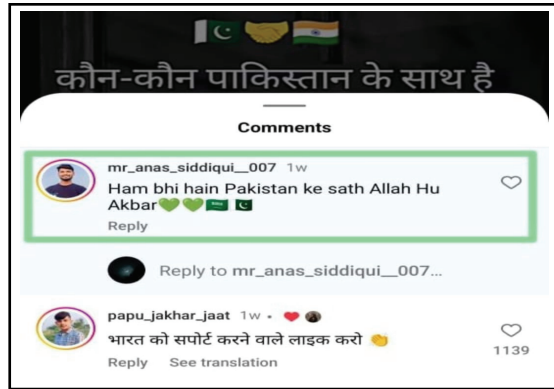 🇵🇰🤝🇮🇳
कौन-कौन पाकिस्तान के साथ है
Comments
mr_anas_siddiqui__007 1w
Ham bhi hain Pakistan ke sath Allah Hu
Akbar💚💚🇸🇦 🇵🇰
Reply
Reply to mr_anas_siddiqui__007...
papu_jakhar_jaat 1w •
भारत को सपोर्ट करने वाले लाइक करो 👏
1139
Reply See translation